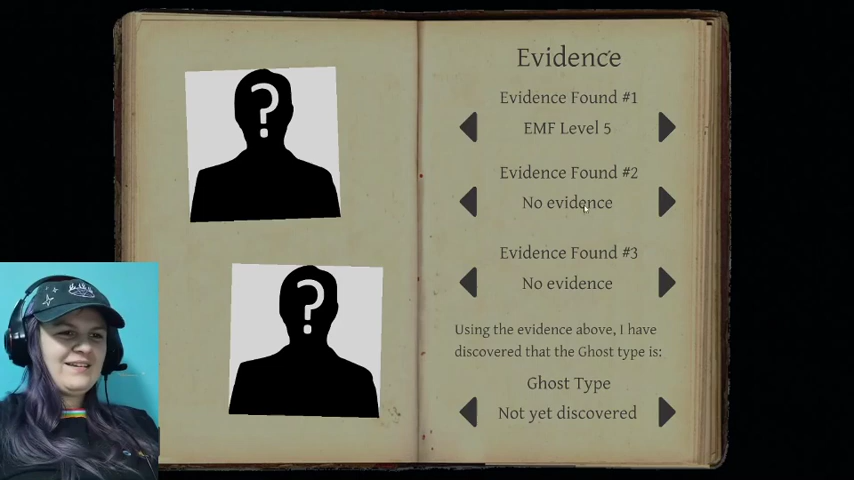 ?
?
Evidence
Evidence Found #1
EMF Level 5
Evidence Found #2
No evidence
Evidence Found #3
No evidence
Using the evidence above, I have
discovered that the Ghost type is:
Ghost Type
Not yet discovered